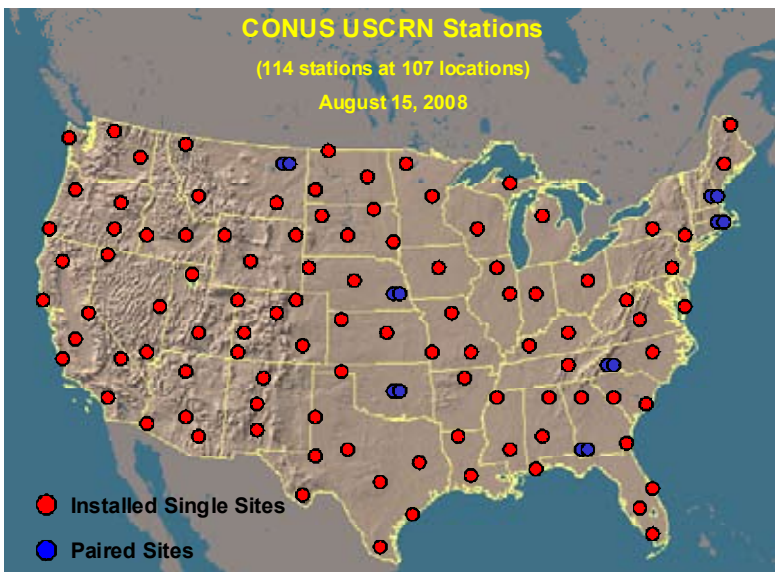 CONUS USCRN Stations
(114 stations at 107 locations)
August 15, 2008
Installed Single Sites
Paired Sites